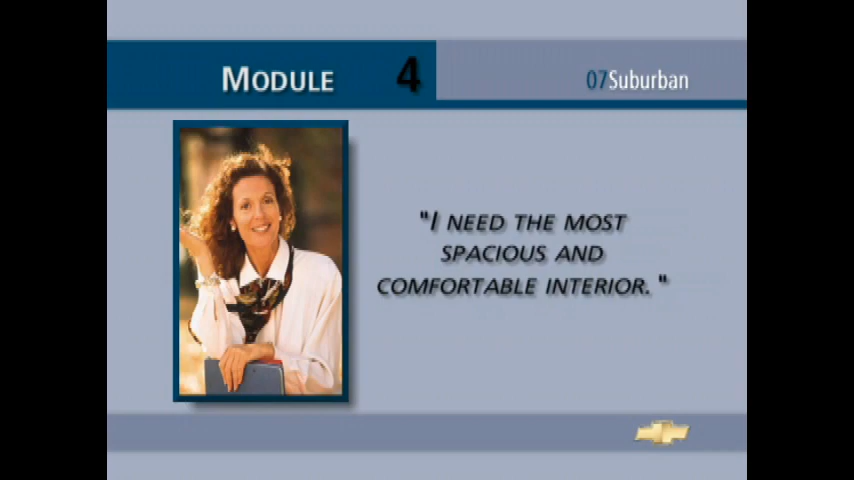 MODULE 4
07Suburban
"I NEED THE MOST
SPACIOUS AND
COMFORTABLE INTERIOR. "